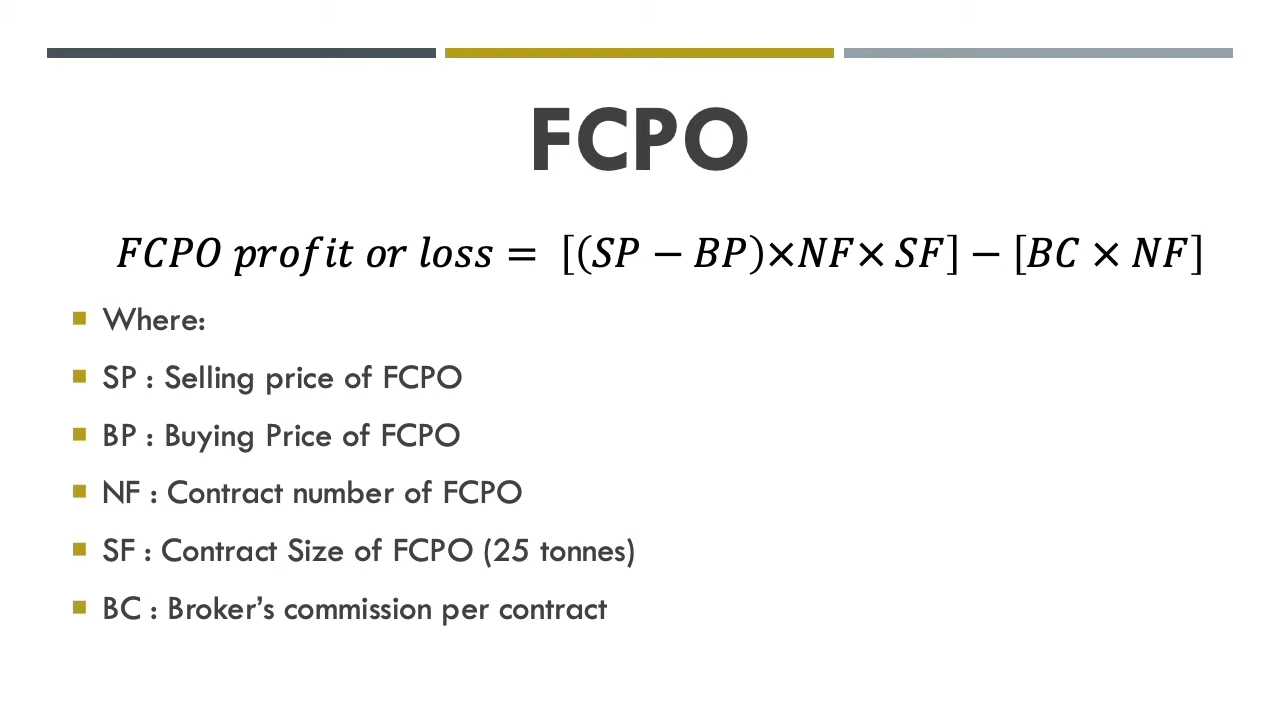 FCPO
FCPO profit or loss = [(SP − BP)×NF× SF] − [BC × NF]
Where:
SP : Selling price of FCPO
BP : Buying Price of FCPO
NF : Contract number of FCPO
SF : Contract Size of FCPO (25 tonnes)
BC : Broker’s commission per contract